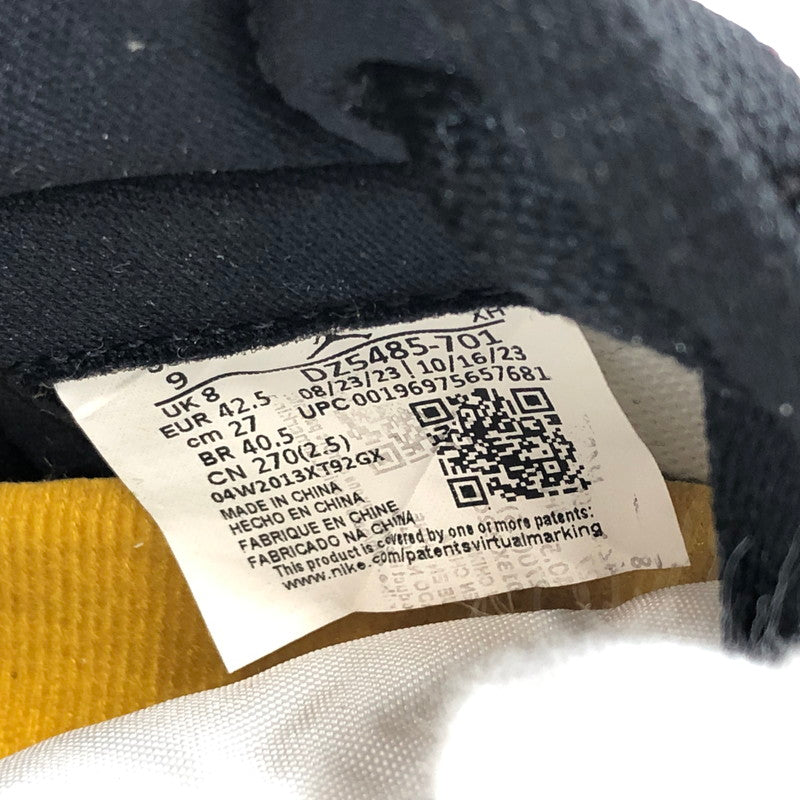 XH
9 DZ5485-701
UK 8 08/23/23 10/16/23
EUR 42.5 UPC 00196975657681
cm 27
BR 40.5
CN 270(2.5)
04W2013XT92GX
MADE IN CHINA
HECHO EN CHINA
FABRIQUE EN CHINE
FABRICADO NA CHINA
This product is covered by one or more patents:
www.nike.com/patentsvirtualmarking